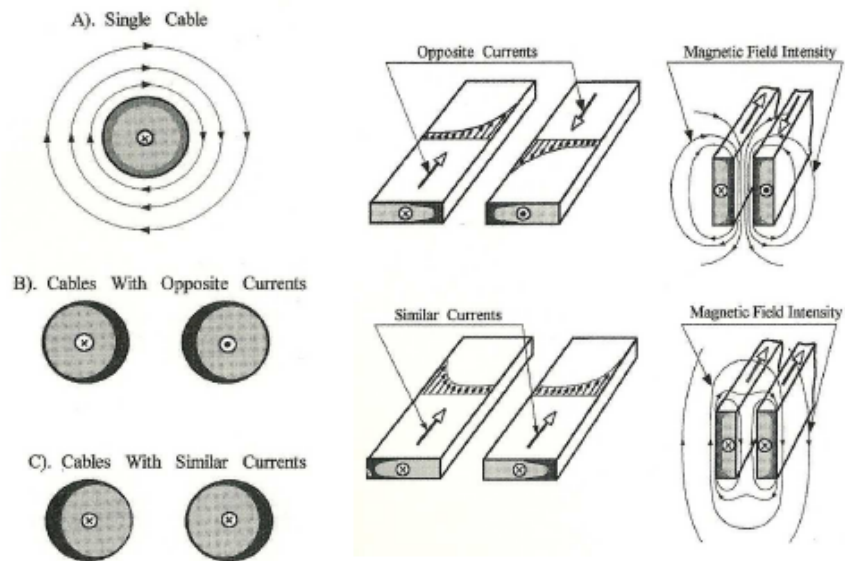 A). Single Cable
Opposite Currents
Magnetic Field Intensity
B). Cables With Opposite Currents
Similar Currents
Magnetic Field Intensity
C). Cables With Similar Currents